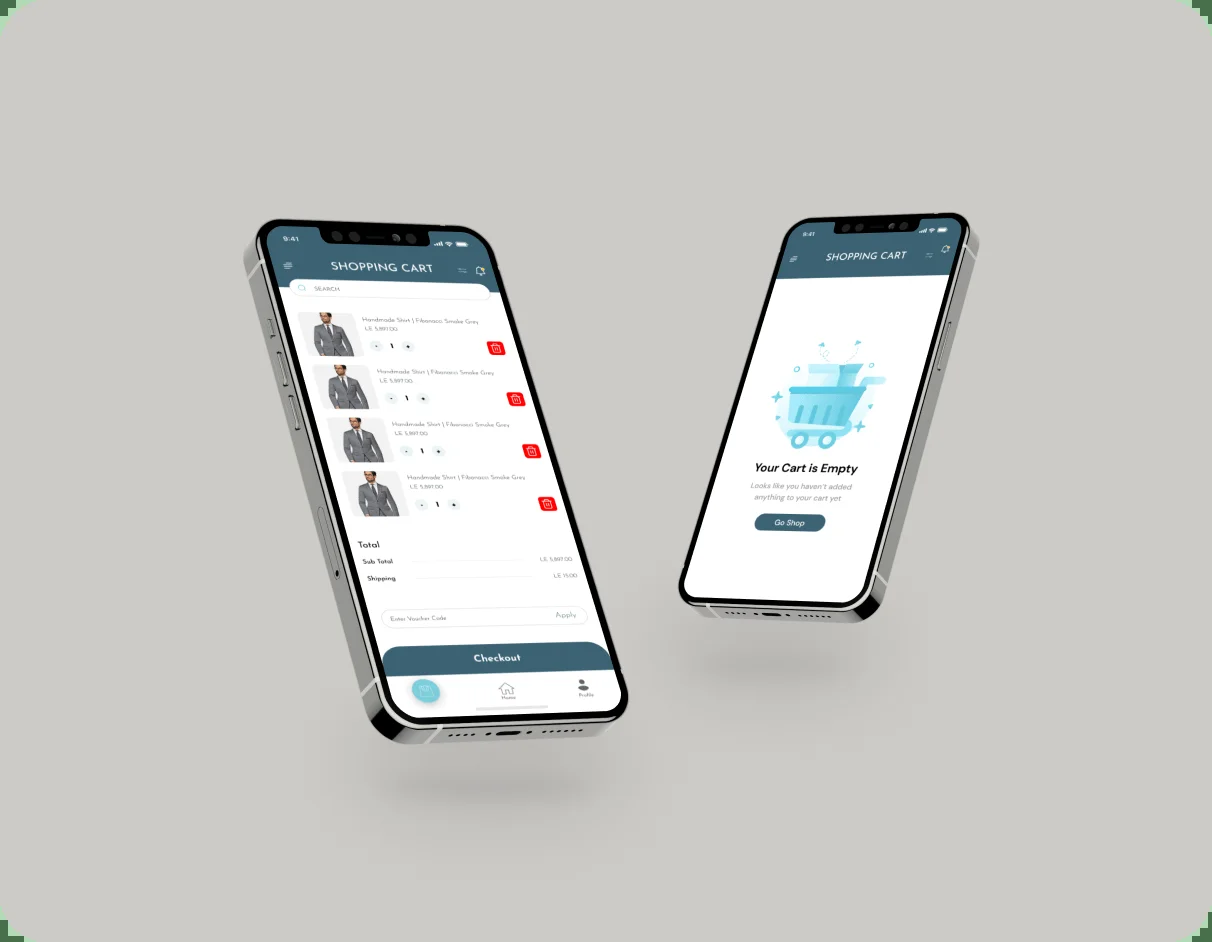 9:41
SHOPPING CART
SEARCH
Handmade Shirt | Fibonacci Smoke Grey
LE 5,897.00
- 1 +
Handmade Shirt | Fibonacci Smoke Grey
LE 5,897.00
- 1 +
Handmade Shirt | Fibonacci Smoke Grey
LE 5,897.00
- 1 +
Handmade Shirt | Fibonacci Smoke Grey
LE 5,897.00
- 1 +
Total
Sub Total LE 5,897.00
Shipping LE 15.00
Enter Voucher Code Apply
Checkout
Home Profile
9:41
SHOPPING CART
Your Cart is Empty
Looks like you haven't added
anything to your cart yet
Go Shop